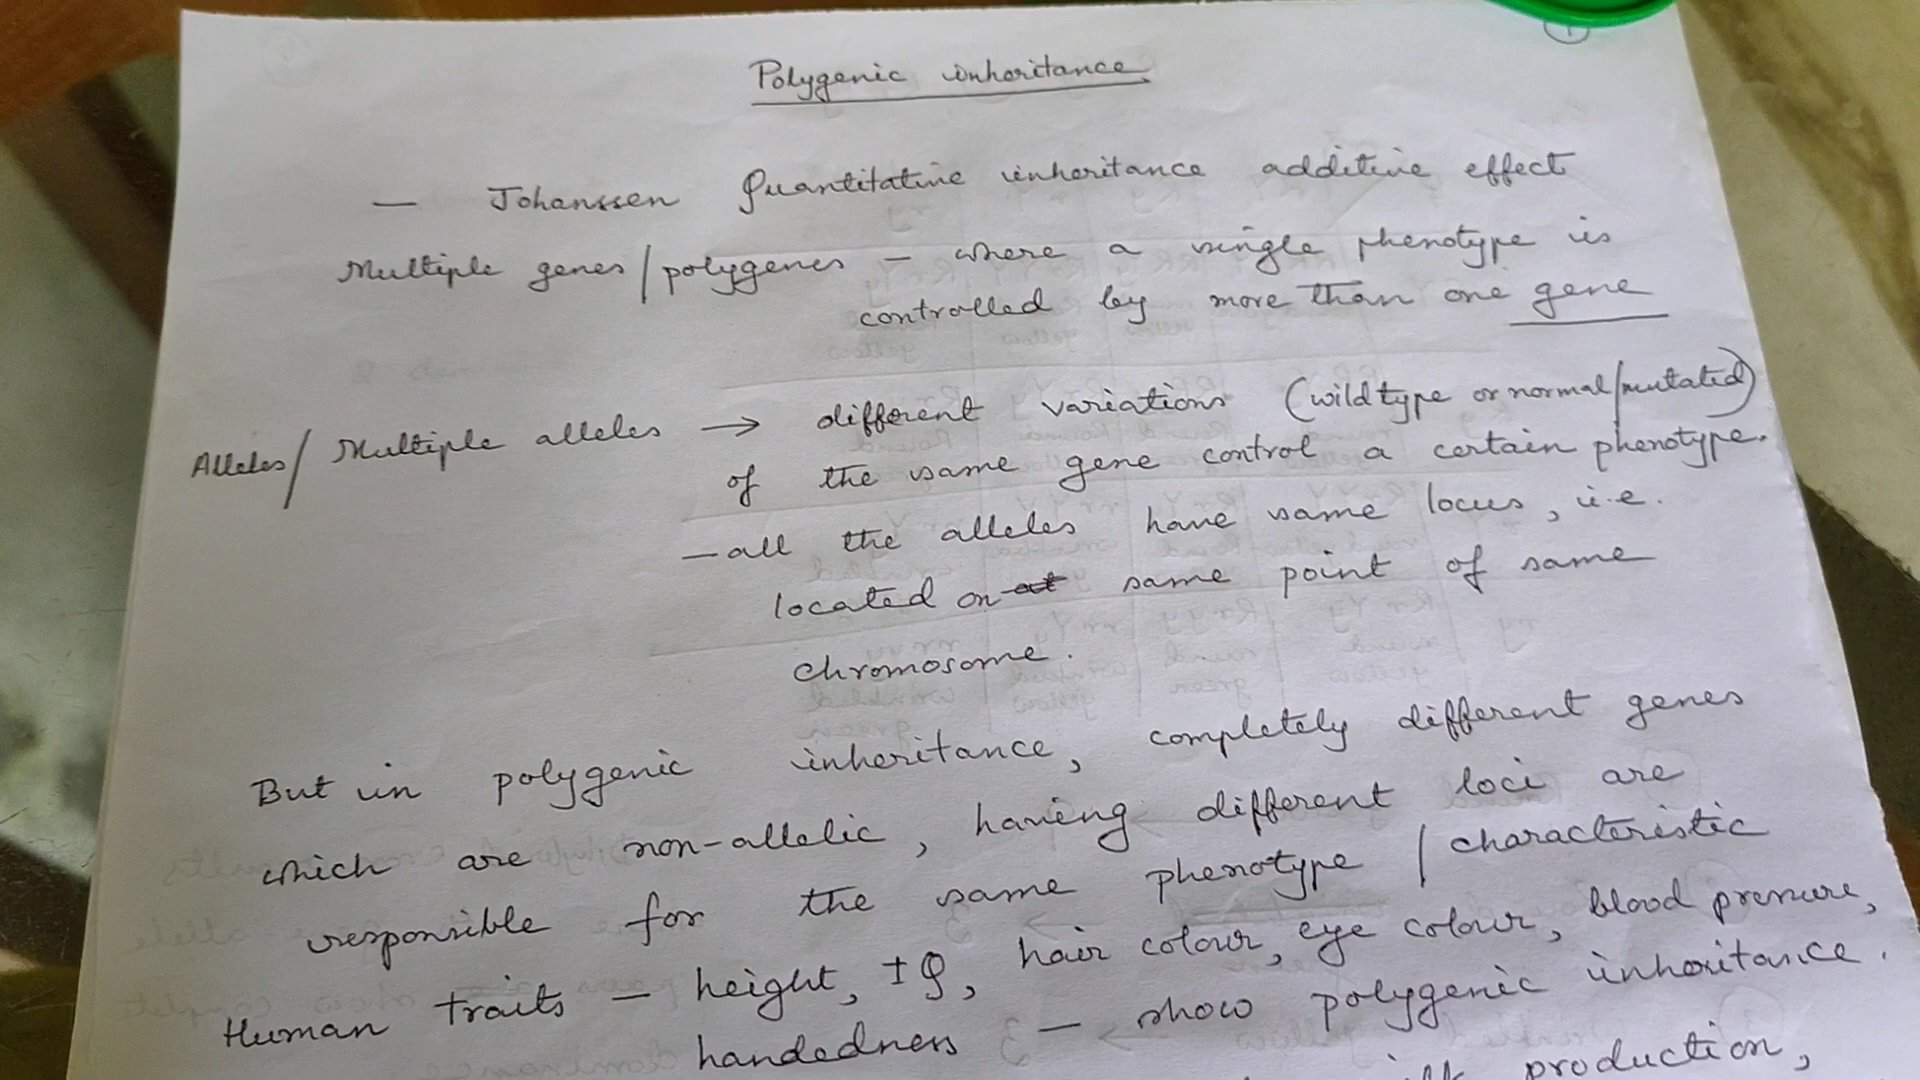 1
Polygenic inheritance
— Johanssen Quantitative inheritance additive effect
Multiple genes/polygenes – where a single phenotype is
controlled by more than one gene
Alleles/Multiple alleles → different variations (wild type or normal/mutated)
of the same gene control a certain phenotype.
— all the alleles have same locus, i.e.
located on same point of same
chromosome.
But in polygenic inheritance, completely different genes
which are non-allelic, having different loci are
responsible for the same phenotype/characteristic
Human traits – height, IQ, hair colour, eye colour, blood pressure,
handedness — show polygenic inheritance.
production,